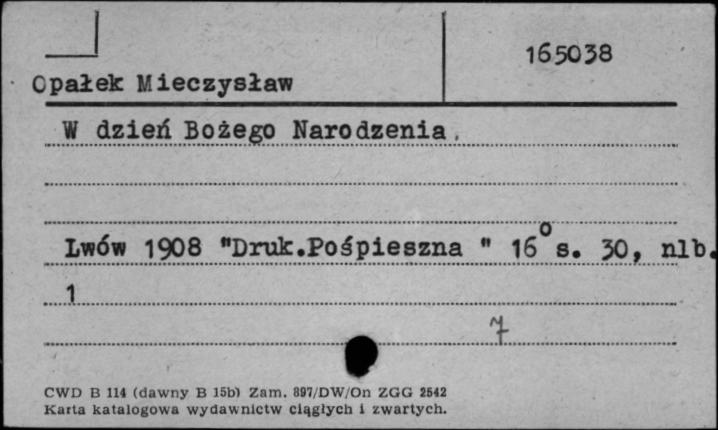 165038
Opałek Mieczysław
W dzień Bożego Narodzenia.
Lwów 1908 "Druk.Pośpieszna " 16° s. 30, nlb.
1
7
CWD B 114 (dawny B 15b) Zam. 897/DW/On ZGG 2542
Karta katalogowa wydawnictw ciągłych i zwartych.